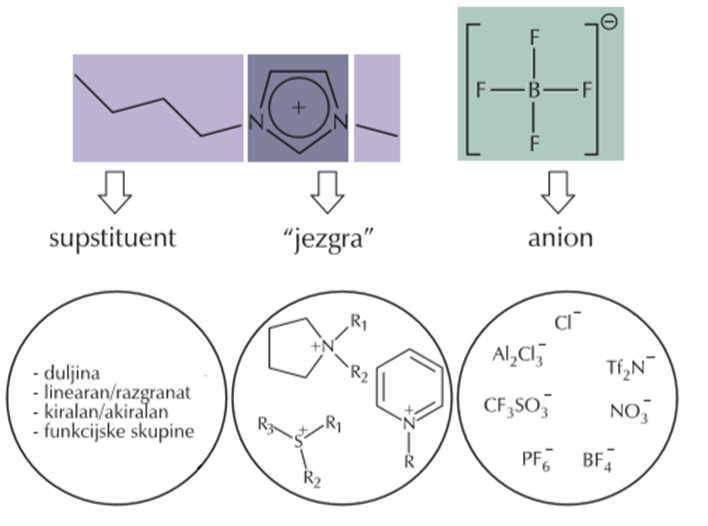 F
F—B—F
F
⊖
N + N
supstituent
“jezgra”
anion
- duljina
- linearan/razgranat
- kiralan/akiralan
- funkcijske skupine
R₁
+N
R₂
R₃ S⁺ R₁
R₂
N⁺
R
Cl⁻
Al₂Cl₃⁻
Tf₂N⁻
CF₃SO₃⁻
NO₃⁻
PF₆⁻
BF₄⁻